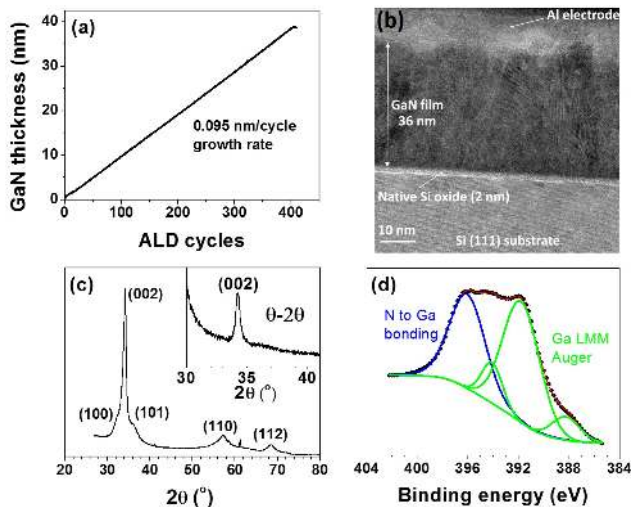 (a)
GaN thickness (nm)
40
30
20
10
0
0.095 nm/cycle
growth rate
0 100 200 300 400 500
ALD cycles
(b)
Al electrode
GaN film
36 nm
Native Si oxide (2 nm)
10 nm
Si (111) substrate
(c)
(002)
(100)
(101)
(110)
(112)
(002)
θ-2θ
30 35 40
2θ (°)
20 30 40 50 60 70 80
2θ (°)
(d)
N to Ga
bonding
Ga LMM
Auger
404 396 392 388 384
Binding energy (eV)